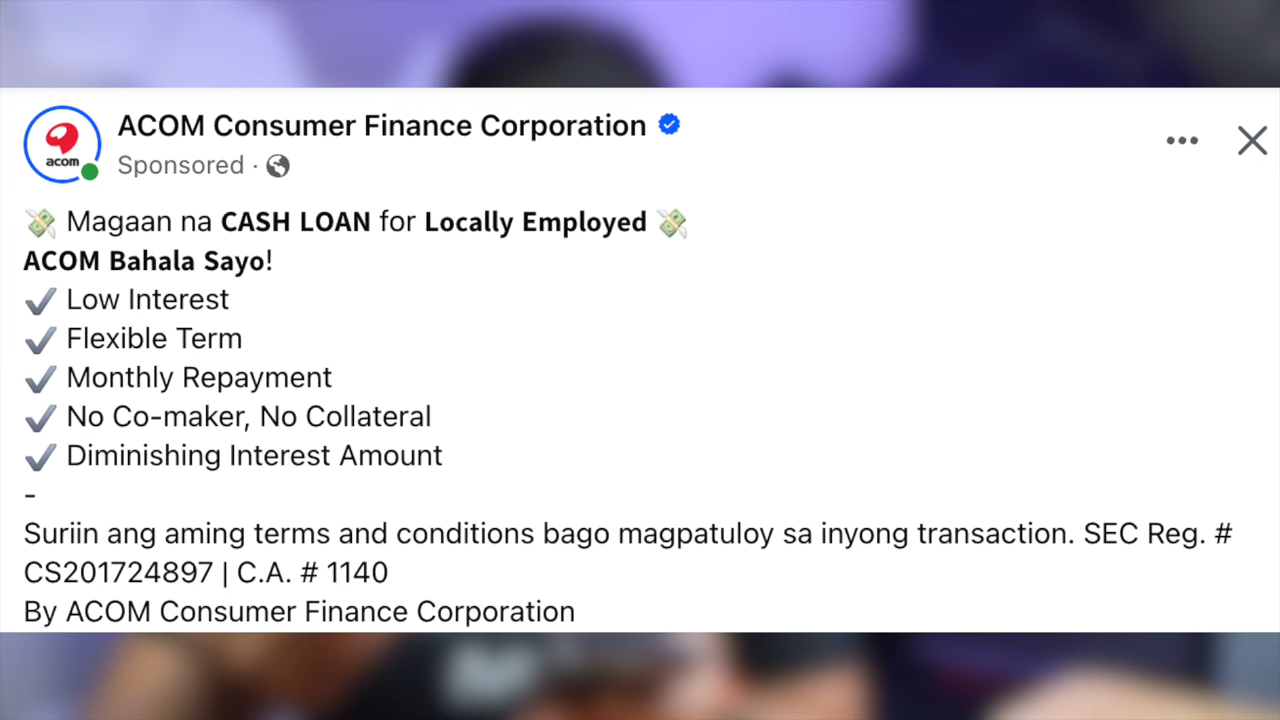 ACOM Consumer Finance Corporation
acom
Sponsored ·
💸 Magaan na CASH LOAN for Locally Employed 💸
ACOM Bahala Sayo!
✔ Low Interest
✔ Flexible Term
✔ Monthly Repayment
✔ No Co-maker, No Collateral
✔ Diminishing Interest Amount
-
Suriin ang aming terms and conditions bago magpatuloy sa inyong transaction. SEC Reg. #
CS201724897 | C.A. # 1140
By ACOM Consumer Finance Corporation